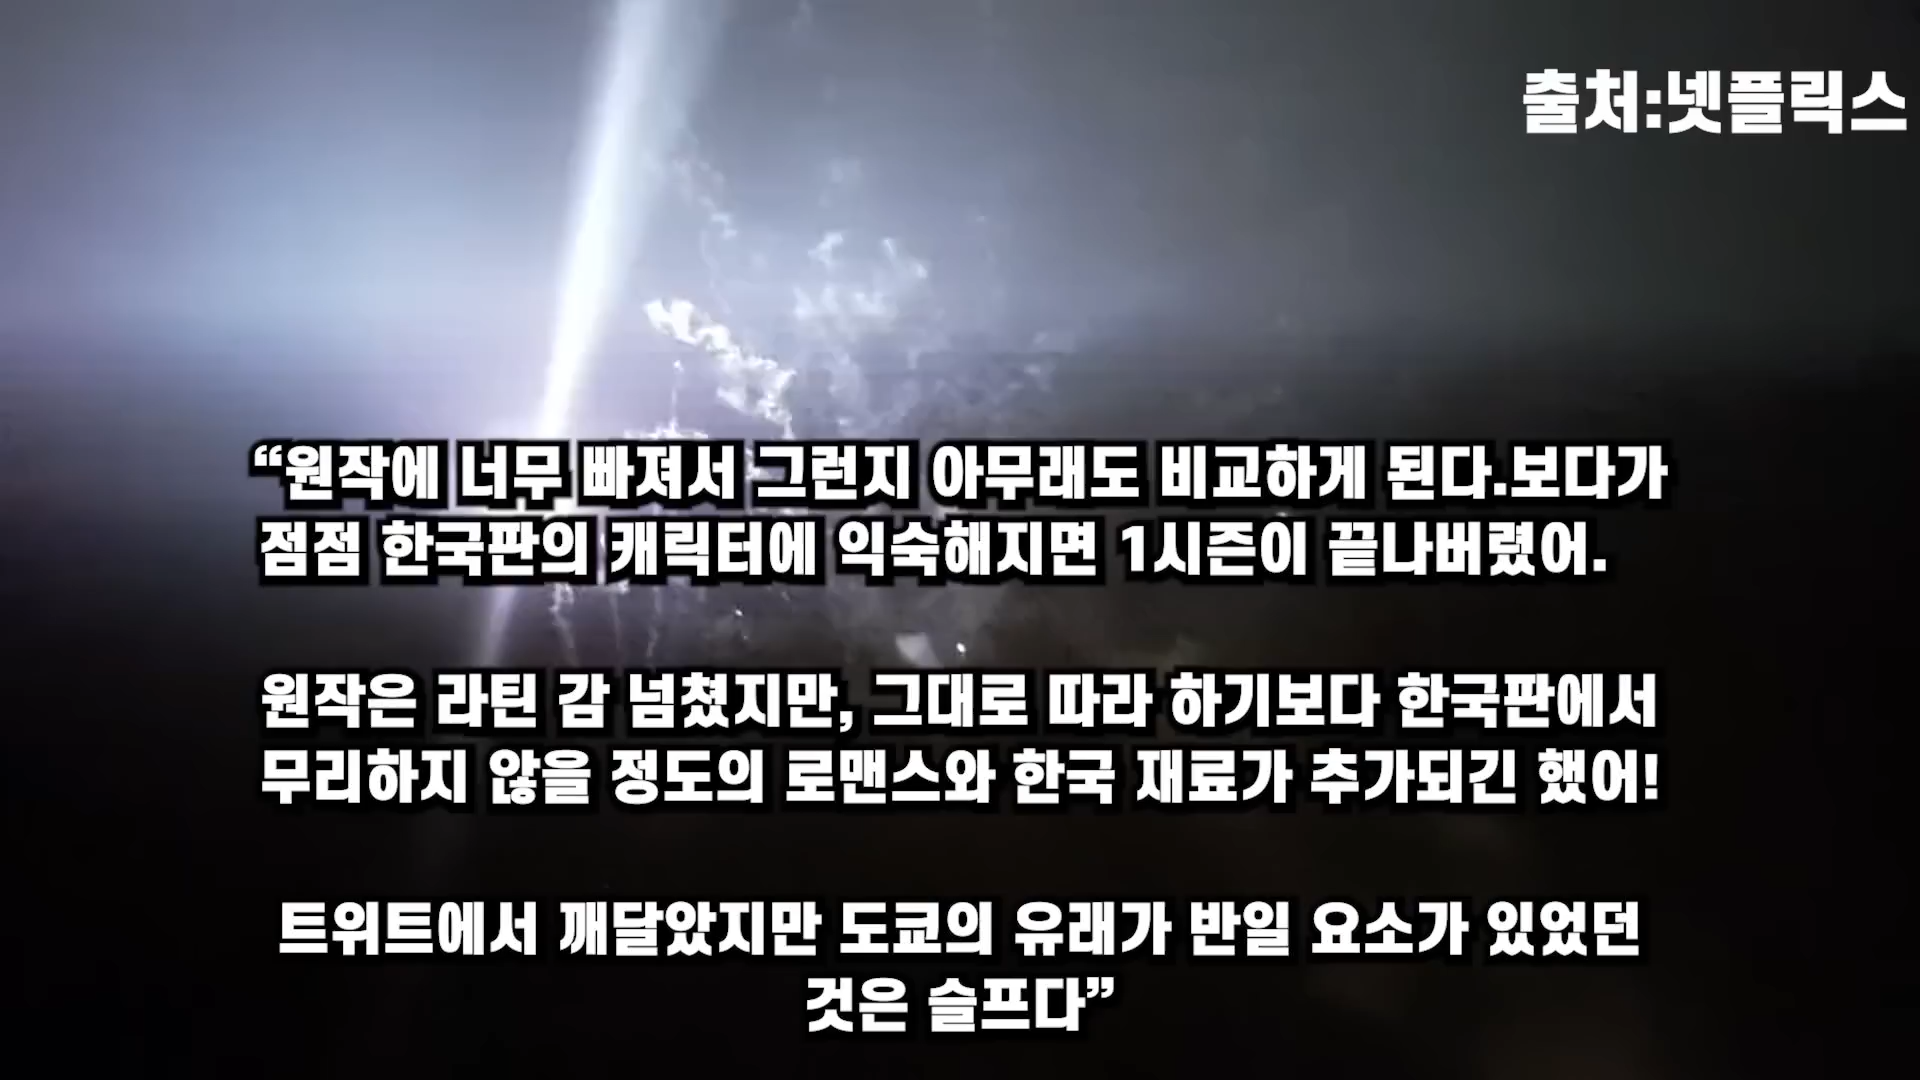 출처:넷플릭스
“원작에 너무 빠져서 그런지 아무래도 비교하게 된다.보다가
점점 한국판의 캐릭터에 익숙해지면 1시즌이 끝나버렸어.
원작은 라틴 감 넘쳤지만, 그대로 따라 하기보다 한국판에서
무리하지 않을 정도의 로맨스와 한국 재료가 추가되긴 했어!
트위트에서 깨달았지만 도쿄의 유래가 반일 요소가 있었던
것은 슬프다”